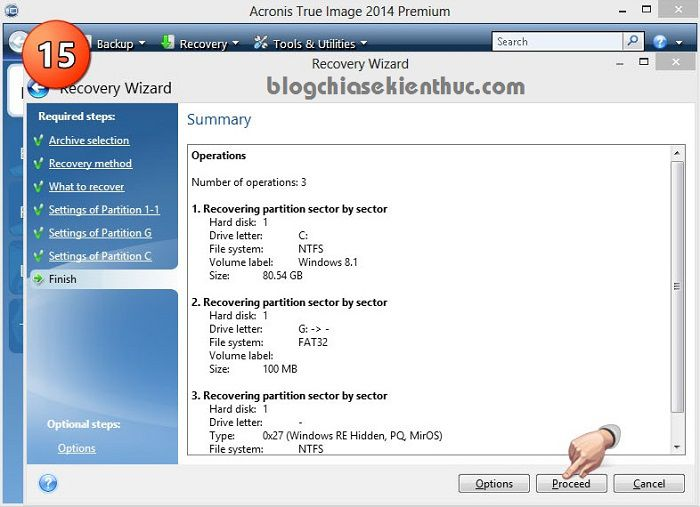 Acronis True Image 2014 Premium
15
Backup
Recovery
Tools & Utilities
Search
Recovery Wizard
Recovery Wizard
blogchiasekienthuc.com
Required steps:
Archive selection
Recovery method
What to recover
Settings of Partition 1-1
Settings of Partition G
Settings of Partition C
Finish
Optional steps:
Options
Summary
Operations
Number of operations: 3
1. Recovering partition sector by sector
Hard disk: 1
Drive letter: C:
File system: NTFS
Volume label: Windows 8.1
Size: 80.54 GB
2. Recovering partition sector by sector
Hard disk: 1
Drive letter: G: -> -
File system: FAT32
Volume label:
Size: 100 MB
3. Recovering partition sector by sector
Hard disk: 1
Drive letter: -
Type: 0x27 (Windows RE Hidden, PQ, MirOS)
File system: NTFS
Options
Proceed
Cancel